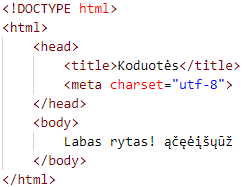 <!DOCTYPE html>
<html>
<head>
<title>Koduotės</title>
<meta charset="utf-8">
</head>
<body>
Labas rytas! ąčęėįšųūž
</body>
</html>